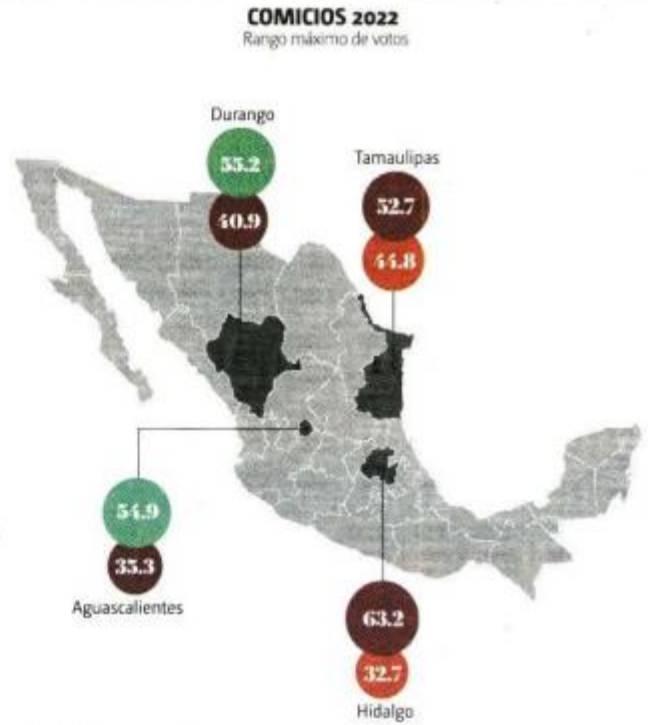 COMICIOS 2022
Rango máximo de votos
Durango
55.2
40.9
Tamaulipas
52.7
44.8
54.9
35.3
Aguascalientes
63.2
32.7
Hidalgo